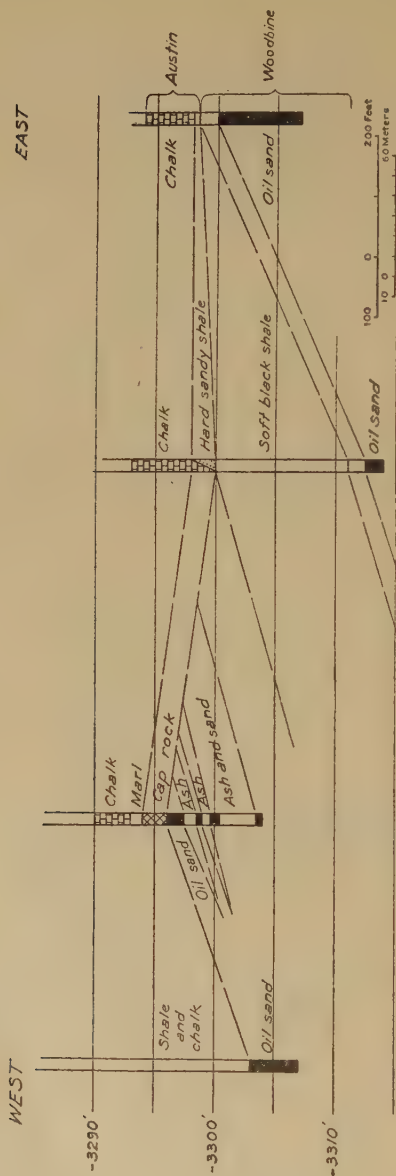 WEST
EAST
-3290'
-3300'
-3310'
Shale
and
chalk
Oil sand
Chalk
Marl
Cap rock
Oil sand
Ash
Ash
Ash and sand
Chalk
Hard sandy shale
Soft black shale
Oil sand
Chalk
Oil sand
Austin
Woodbine
100 0 200 Feet
10 0 60 Meters